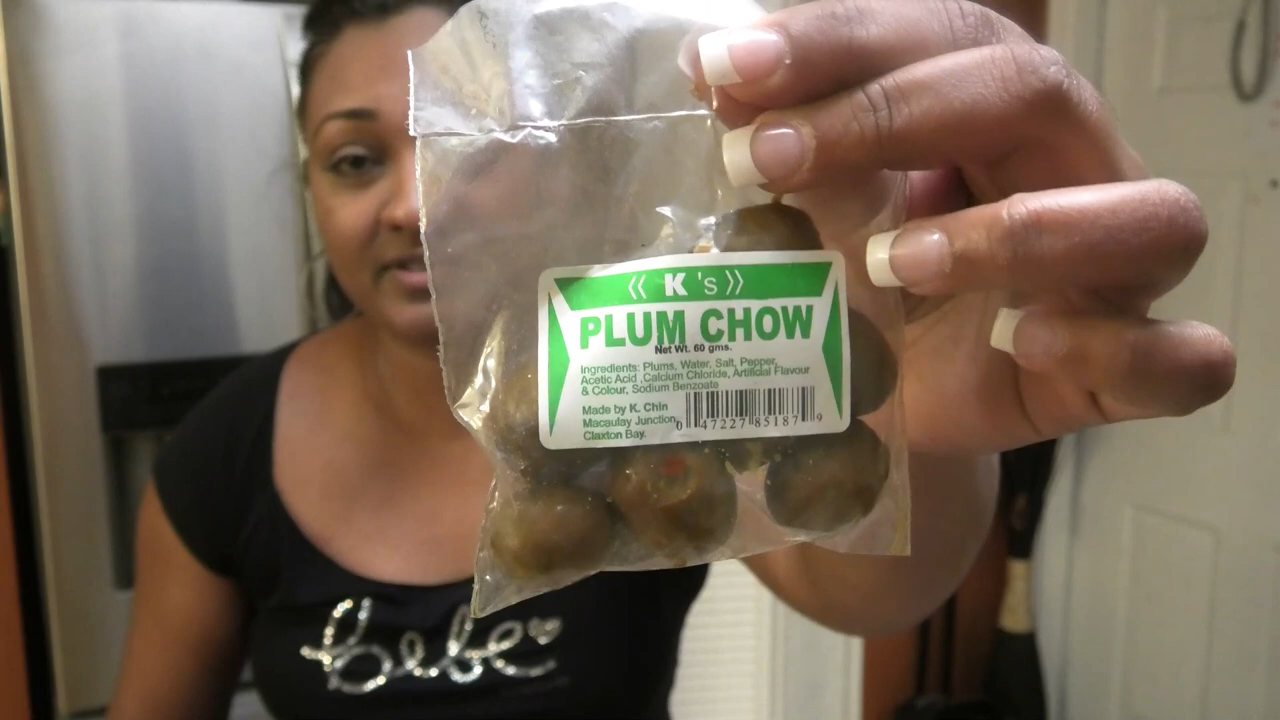 « K 's »
PLUM CHOW
Net Wt. 60 gms.
Ingredients: Plums, Water, Salt, Pepper,
Acetic Acid ,Calcium Chloride, Artificial Flavour
& Colour, Sodium Benzoate
Made by K. Chin
Macaulay Junction,
Claxton Bay.
0 47227 85187 9
bebe